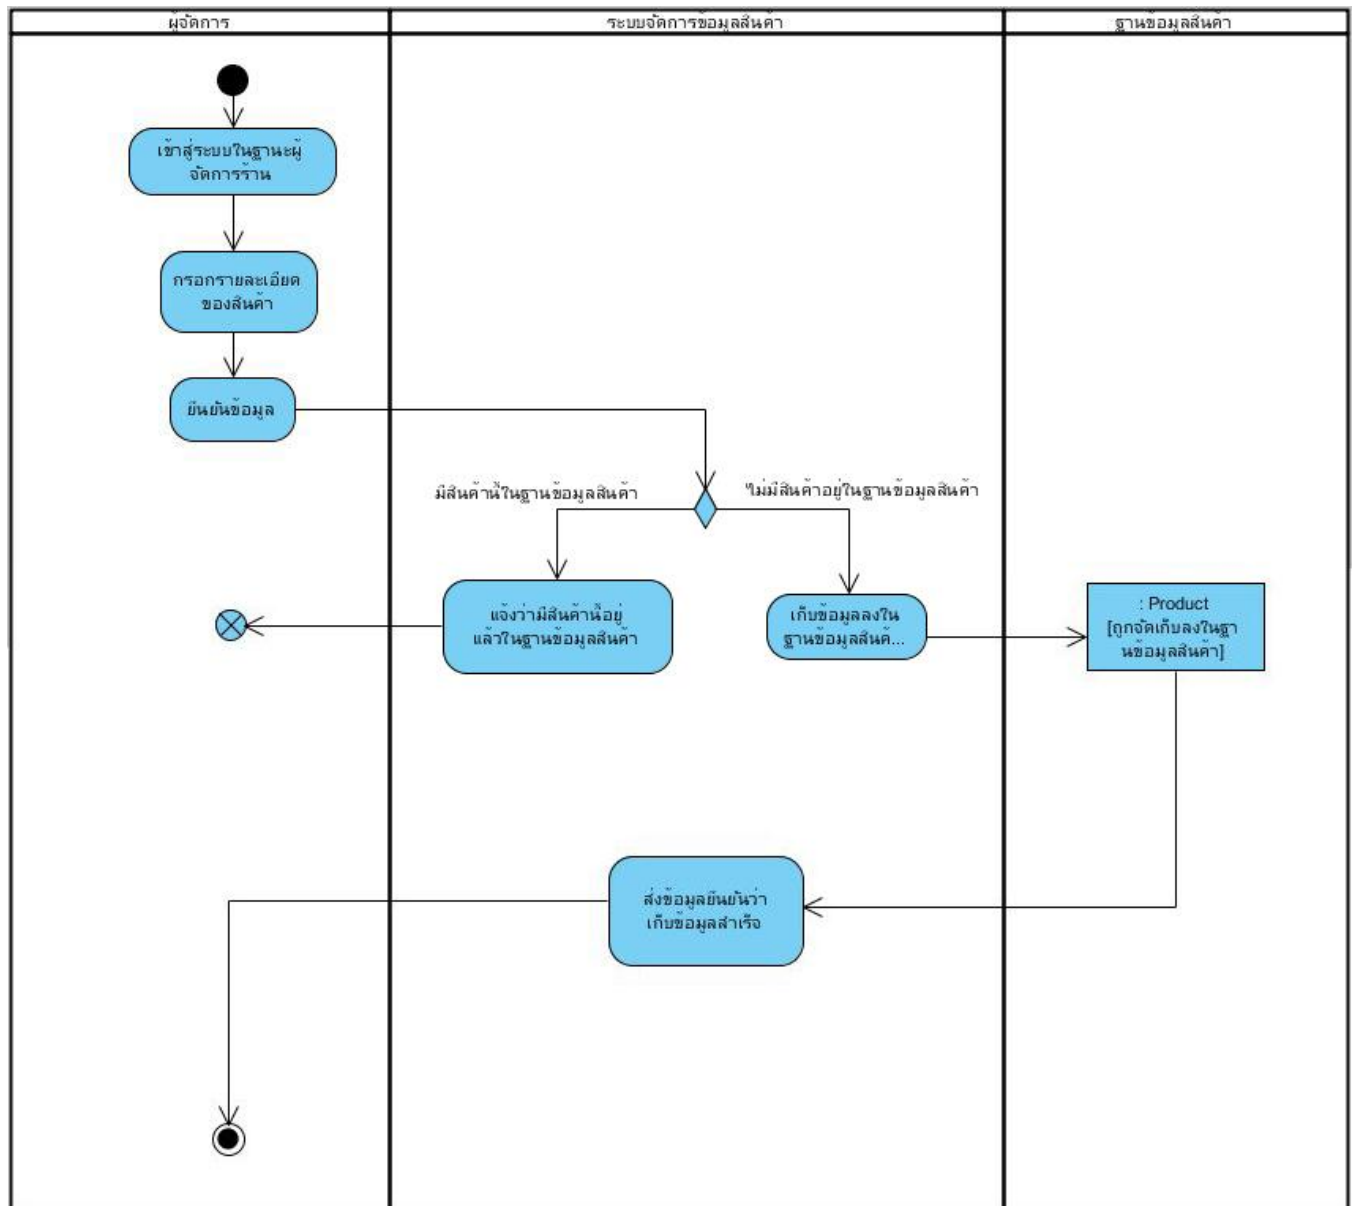 ผู้จัดการ
ระบบจัดการข้อมูลสินค้า
ฐานข้อมูลสินค้า
เข้าสู่ระบบในฐานะผู้
จัดการร้าน
กรอกรายละเอียด
ของสินค้า
ยืนยันข้อมูล
มีสินค้านี้ในฐานข้อมูลสินค้า
ไม่มีสินค้าอยู่ในฐานข้อมูลสินค้า
แจ้งว่ามีสินค้านี้อยู่
แล้วในฐานข้อมูลสินค้า
เก็บข้อมูลลงใน
ฐานข้อมูลสินค้...
: Product
[ถูกจัดเก็บลงในฐา
นข้อมูลสินค้า]
ส่งข้อมูลยืนยันว่า
เก็บข้อมูลสำเร็จ